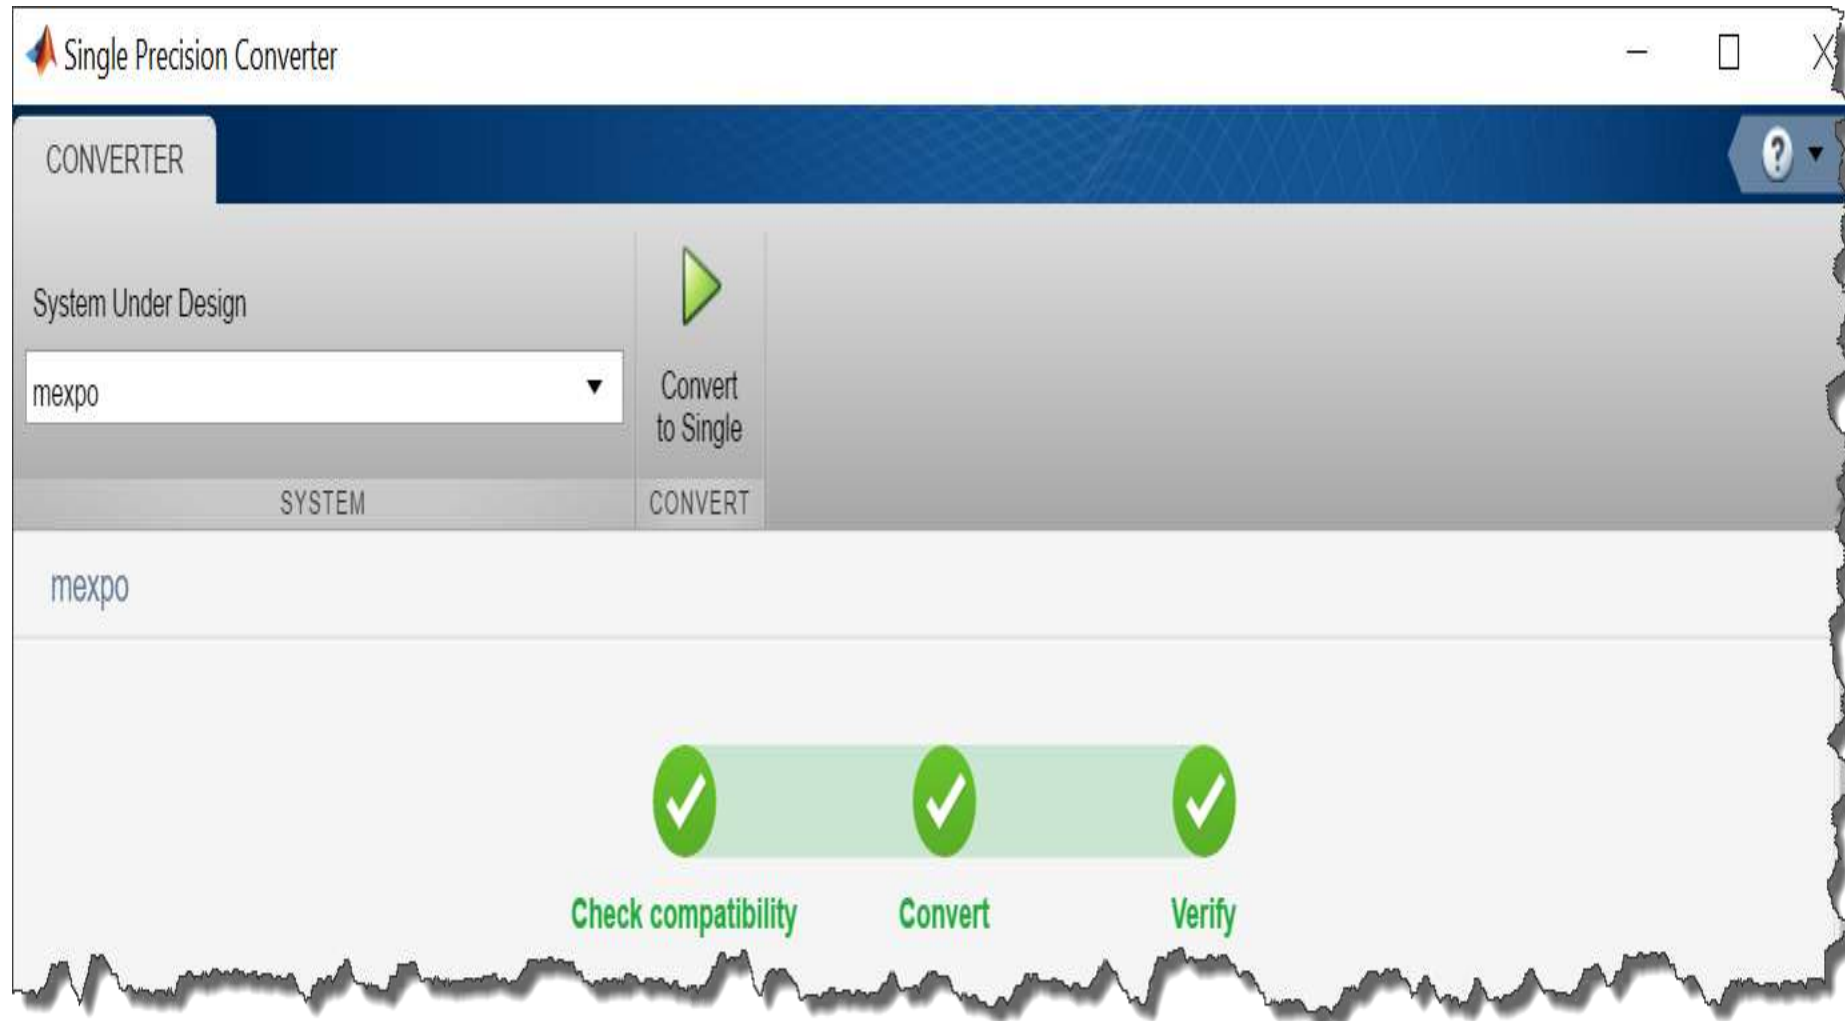 Single Precision Converter
CONVERTER
?
System Under Design
mexpo
Convert
to Single
SYSTEM
CONVERT
mexpo
Check compatibility
Convert
Verify